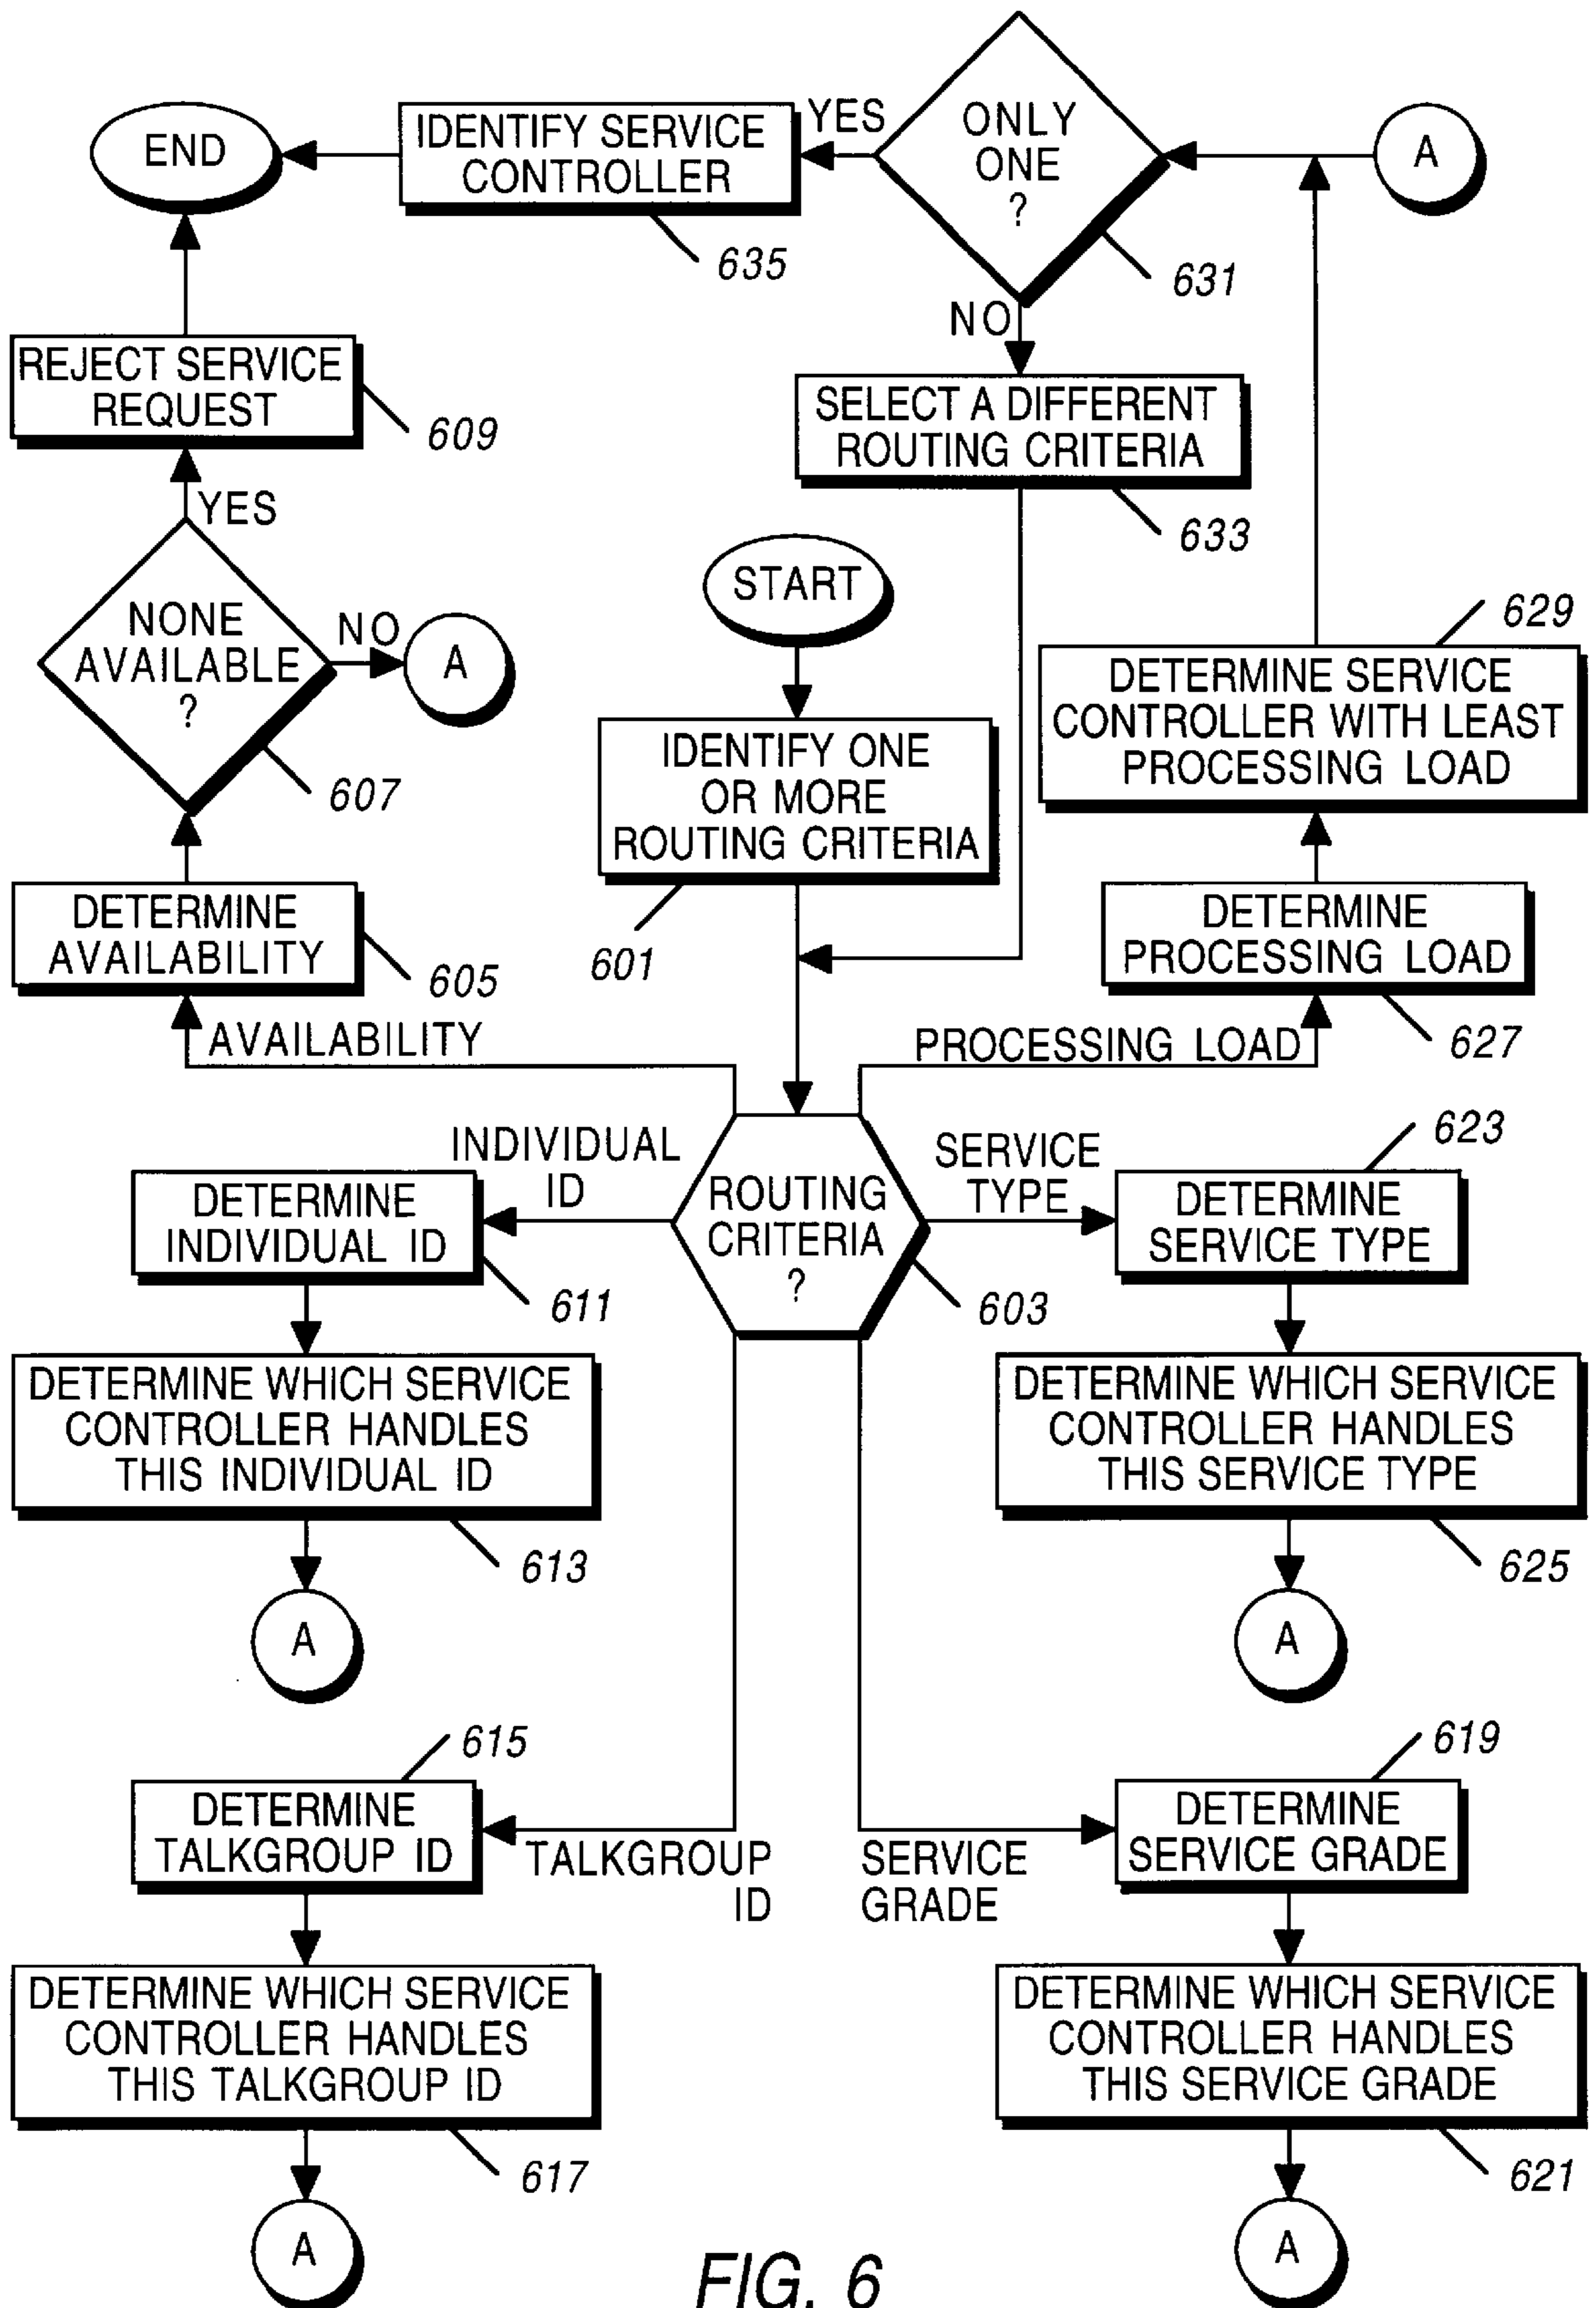 END
IDENTIFY SERVICE
CONTROLLER
635
YES
ONLY
ONE
?
631
A
NO
REJECT SERVICE
REQUEST
609
SELECT A DIFFERENT
ROUTING CRITERIA
633
YES
NONE
AVAILABLE
?
607
NO
A
START
IDENTIFY ONE
OR MORE
ROUTING CRITERIA
601
629
DETERMINE SERVICE
CONTROLLER WITH LEAST
PROCESSING LOAD
DETERMINE
AVAILABILITY
605
DETERMINE
PROCESSING LOAD
627
AVAILABILITY
PROCESSING LOAD
INDIVIDUAL
ID
ROUTING
CRITERIA
?
603
SERVICE
TYPE
623
DETERMINE
INDIVIDUAL ID
611
DETERMINE
SERVICE TYPE
DETERMINE WHICH SERVICE
CONTROLLER HANDLES
THIS INDIVIDUAL ID
613
A
DETERMINE WHICH SERVICE
CONTROLLER HANDLES
THIS SERVICE TYPE
625
A
615
DETERMINE
TALKGROUP ID
TALKGROUP
ID
SERVICE
GRADE
619
DETERMINE
SERVICE GRADE
DETERMINE WHICH SERVICE
CONTROLLER HANDLES
THIS TALKGROUP ID
617
A
DETERMINE WHICH SERVICE
CONTROLLER HANDLES
THIS SERVICE GRADE
621
A
FIG. 6